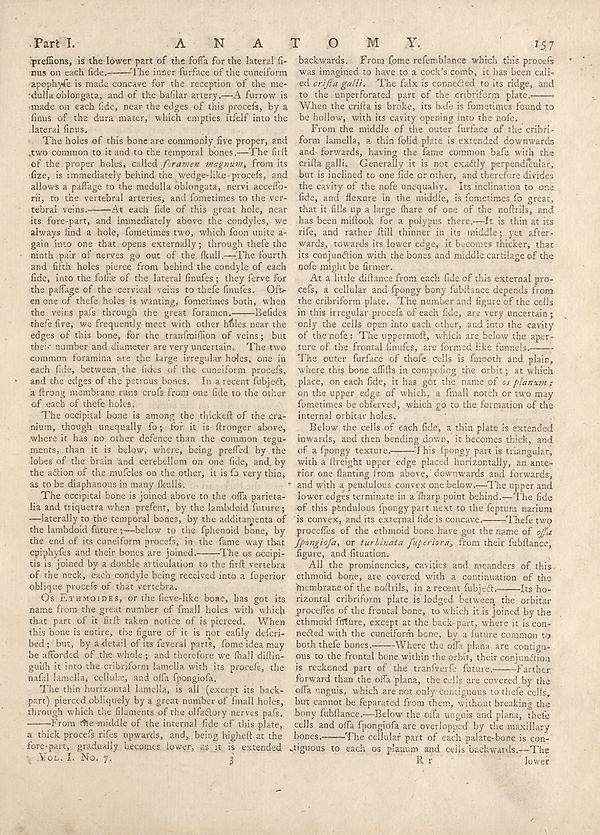 Part I. A N A T O M Y. 157
preſſions, is the lower part of the foſſa for the lateral ſi-
nus on each ſide.——The inner ſurface of the cuneiform
apophyſe is made concave for the reception of the me-
dulla oblongata, and of the baſilar artery.—A furrow is
made on each ſide, near the edges of this proceſs, by a
ſinus of the dura mater, which empties itſelf into the
lateral ſinus.
The holes of this bone are commonly five proper, and
two common to it and to the temporal bones.—The firſt
of the proper holes, called foramen magnum, from its
ſize, is immediately behind the wedge-like-proceſs, and
allows a paſſage to the medulla oblongata, nervi acceſſo-
rii, to the vertebral arteries, and ſometimes to the ver-
tebral veins.——At each ſide of this great hole, near
its fore-part, and immediately above the condyles, we
always find a hole, ſometimes two, which ſoon unite a-
gain into one that opens externally; through theſe the
ninth pair of nerves go out of the ſkull.—The fourth
and fifth holes pierce from behind the condyle of each
ſide, into the foſſæ of the lateral ſinuſes; they ſerve for
the paſſage of the cervical veins to theſe ſinuſes. Oft-
en one of theſe holes is wanting, ſometimes both, when
the veins paſs through the great foramen.——Beſides
theſe five, we frequently meet with other holes near the
edges of this bone, for the tranſmiſſion of veins; but
their number and diameter are very uncertain. The two
common foramina are the large irregular holes, one in
each ſide, between the ſides of the cuneiform proceſs,
and the edges of the petrous bones. In a recent ſubject,
a ſtrong membrane runs croſs from one ſide to the other
of each of theſe holes.
The occipital bone is among the thickeſt of the cra-
nium, though unequally ſo; for it is ſtronger above,
where it has no other defence than the common tegu-
ments, than it is below, where, being preſſed by the
lobes of the brain and cerebellum on one ſide, and by
the action of the muſcles on the other, it is ſo very thin,
as to be diaphanous in many ſkulls.
The occipital bone is joined above to the oſſa parieta-
lia and triquetra when preſent, by the lambdoid ſuture;
—laterally to the temporal bones, by the additamenta of
the lambdoid ſuture;—below to the ſphenoid bone, by
the end of its cuneiform proceſs, in the ſame way that
epiphyſes and their bones are joined.——The os occipi-
tis is joined by a double articulation to the firſt vertebra
of the neck, each condyle being received into a ſuperior
oblique proceſs of that vertebra.
Os Ethmoides, or the ſieve-like bone, has got its
name from the great number of ſmall holes with which
that part of it firſt taken notice of is pierced. When
this bone is entire, the figure of it is not eaſily deſcri-
bed; but, by a detail of its ſeveral parts, ſome idea may
be afforded of the whole; and therefore we ſhall diſtin-
guiſh it into the cribriform lamella with its proceſs, the
naſal lamella, cellulæ, and oſſa ſpongioſa.
The thin horizontal lamella, is all (except its back-
part) pierced obliquely by a great number of ſmall holes,
through which the filaments of the olfactory nerves paſs.
——From the middle of the internal ſide of this plate,
a thick proceſs riſes upwards, and, being higheſt at the
fore-part, gradually becomes lower, as it is extended
backwards. From ſome reſemblance which this proceſs
was imagined to have to a cock's comb, it has been call-
ed criſta galli. The falx is connected to its ridge, and
to the unperforated part of the cribriform plate.——
When the criſta is broke, its baſe is ſometimes found to
be hollow, with its cavity opening into the noſe.
From the middle of the outer ſurface of the cribri-
form lamella, a thin ſolid plate is extended downwards
and forwards, having the ſame common baſe with the
criſta galli. Generally it is not exactly perpendicular,
but is inclined to one ſide or other, and therefore divides
the cavity of the noſe unequally. Its inclination to one
ſide, and flexure in the middle, is ſometimes ſo great,
that it fills up a large ſhare of one of the noſtrils, and
has been miſtook for a polypus there.—It is thin at its
riſe, and rather ſtill thinner in its middle; yet after-
wards, towards its lower edge, it becomes thicker, that
its conjunction with the bones and middle cartilage of the
noſe might be firmer.
At a little diſtance from each ſide of this external pro-
ceſs, a cellular and ſpongy bony ſubſtance depends from
the cribriform plate. The number and figure of the cells
in this irregular proceſs of each ſide, are very uncertain;
only the cells open into each other, and into the cavity
of the noſe: The uppermoſt, which are below the aper-
ture of the frontal ſinuſes, are formed like funnels.——
The outer ſurface of thoſe cells is ſmooth and plain,
where this bone aſſiſts in compoſing the orbit; at which
place, on each ſide, it has got the name of os planum;
on the upper edge of which, a ſmall notch or two may
ſometimes be obſerved, which go to the formation of the
internal orbitar holes.
Below the cells of each ſide, a thin plate is extended
inwards, and then bending down, it becomes thick, and
of a ſpongy texture.——This ſpongy part is triangular,
with a ſtreight upper edge placed horizontally, an ante-
rior one ſlanting from above, downwards and forwards,
and with a pendulous convex one below.—The upper and
lower edges terminate in a ſharp point behind.—The ſide
of this pendulous ſpongy part next to the ſeptum narium
is convex, and its external ſide is concave.——Theſe two
proceſſes of the ethmoid bone have got the name of oſſa
ſpongioſa, or turbinata ſuperiora, from their ſubſtance,
figure, and ſituation.
All the prominencies, cavities and meanders of this
ethmoid bone, are covered with a continuation of the
membrane of the noſtrils, in a recent ſubject.——Its ho-
rizontal cribriform plate is lodged between the orbitar
proceſſes of the frontal bone, to which it is joined by the
ethmoid ſuture, except at the back-part, where it is con-
nected with the cuneiform bone, by a ſuture common to
both theſe bones.——Where the oſſa plana are contigu-
ous to the frontal bone within the orbit, their conjunction
is reckoned part of the tranſverſe ſuture.——Farther
forward than the oſſa plana, the cells are covered by the
oſſa unguis, which are not only contiguous to theſe cells,
but cannot be ſeparated from them, without breaking the
bony ſubſtance.—Below the oſſa unguis and plana, theſe
cells and oſſa ſpongioſa are overlopped by the maxillary
bones.——The cellular part of each palate-bone is con-
tiguous to each os planum and cells backwards.—The
Vol. I. No. 7. 3 R r lower